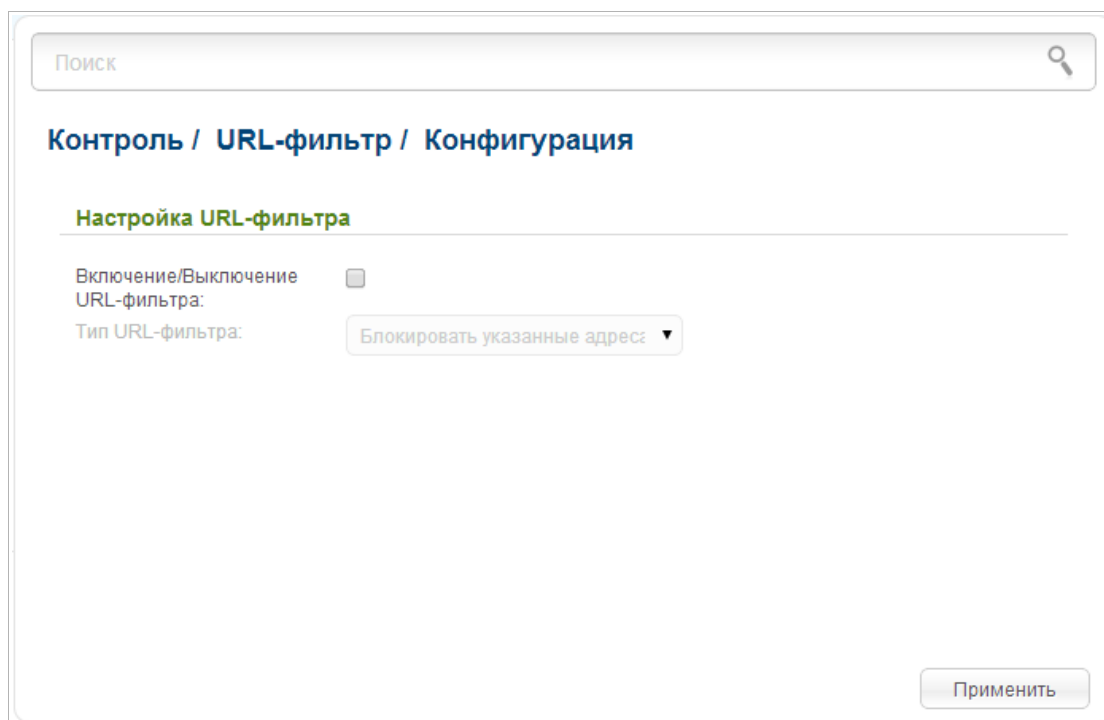 Поиск
Контроль / URL-фильтр / Конфигурация
Настройка URL-фильтра
Включение/Выключение
URL-фильтра:
Тип URL-фильтра:
Блокировать указанные адреса
Применить